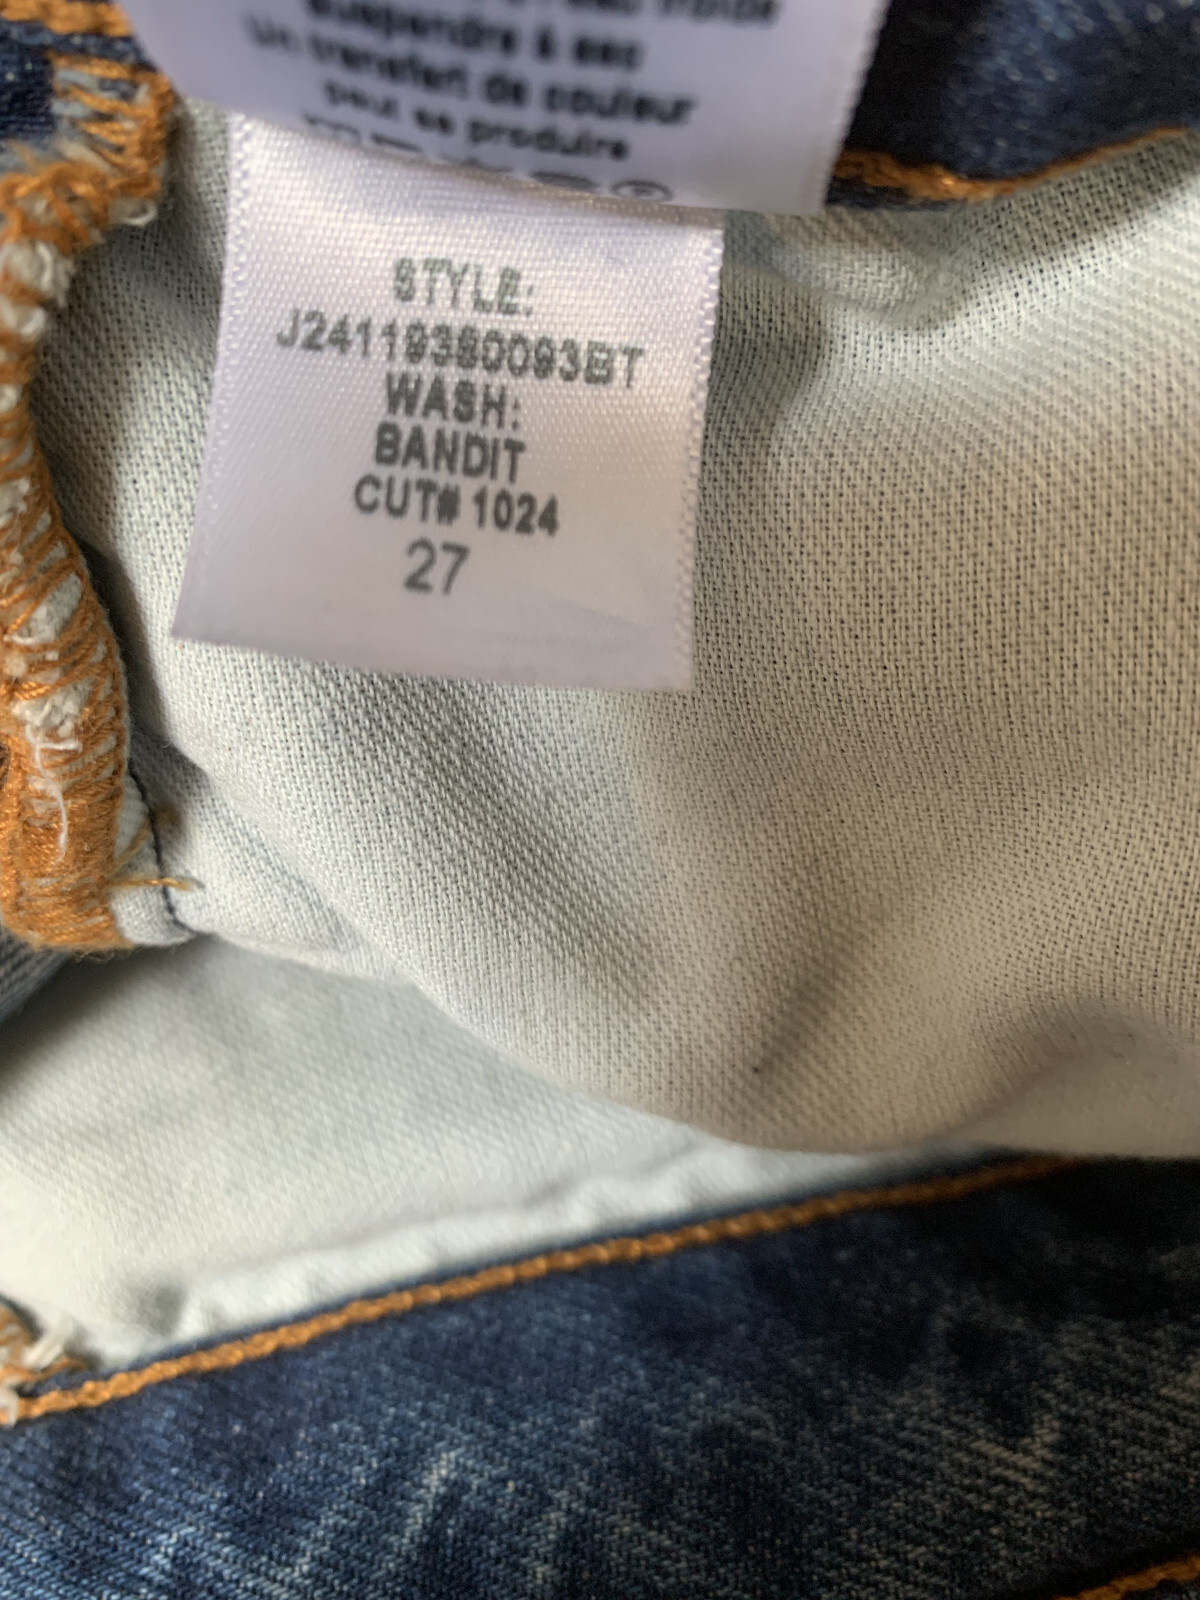 suspendre à sec
Un transfert de couleur
peut se produire
STYLE:
J24119380093BT
WASH:
BANDIT
CUT# 1024
27